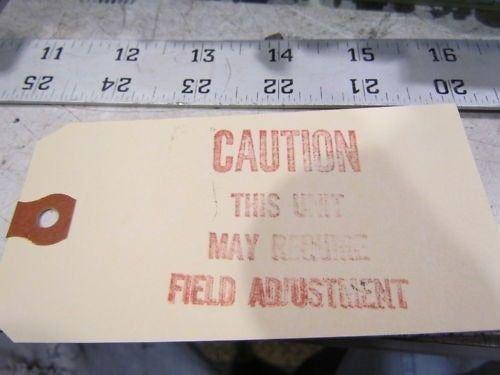 11 12 13 14 15 16
25 24 23 22 21 20
CAUTION
THIS UNIT
MAY REQUIRE
FIELD ADJUSTMENT